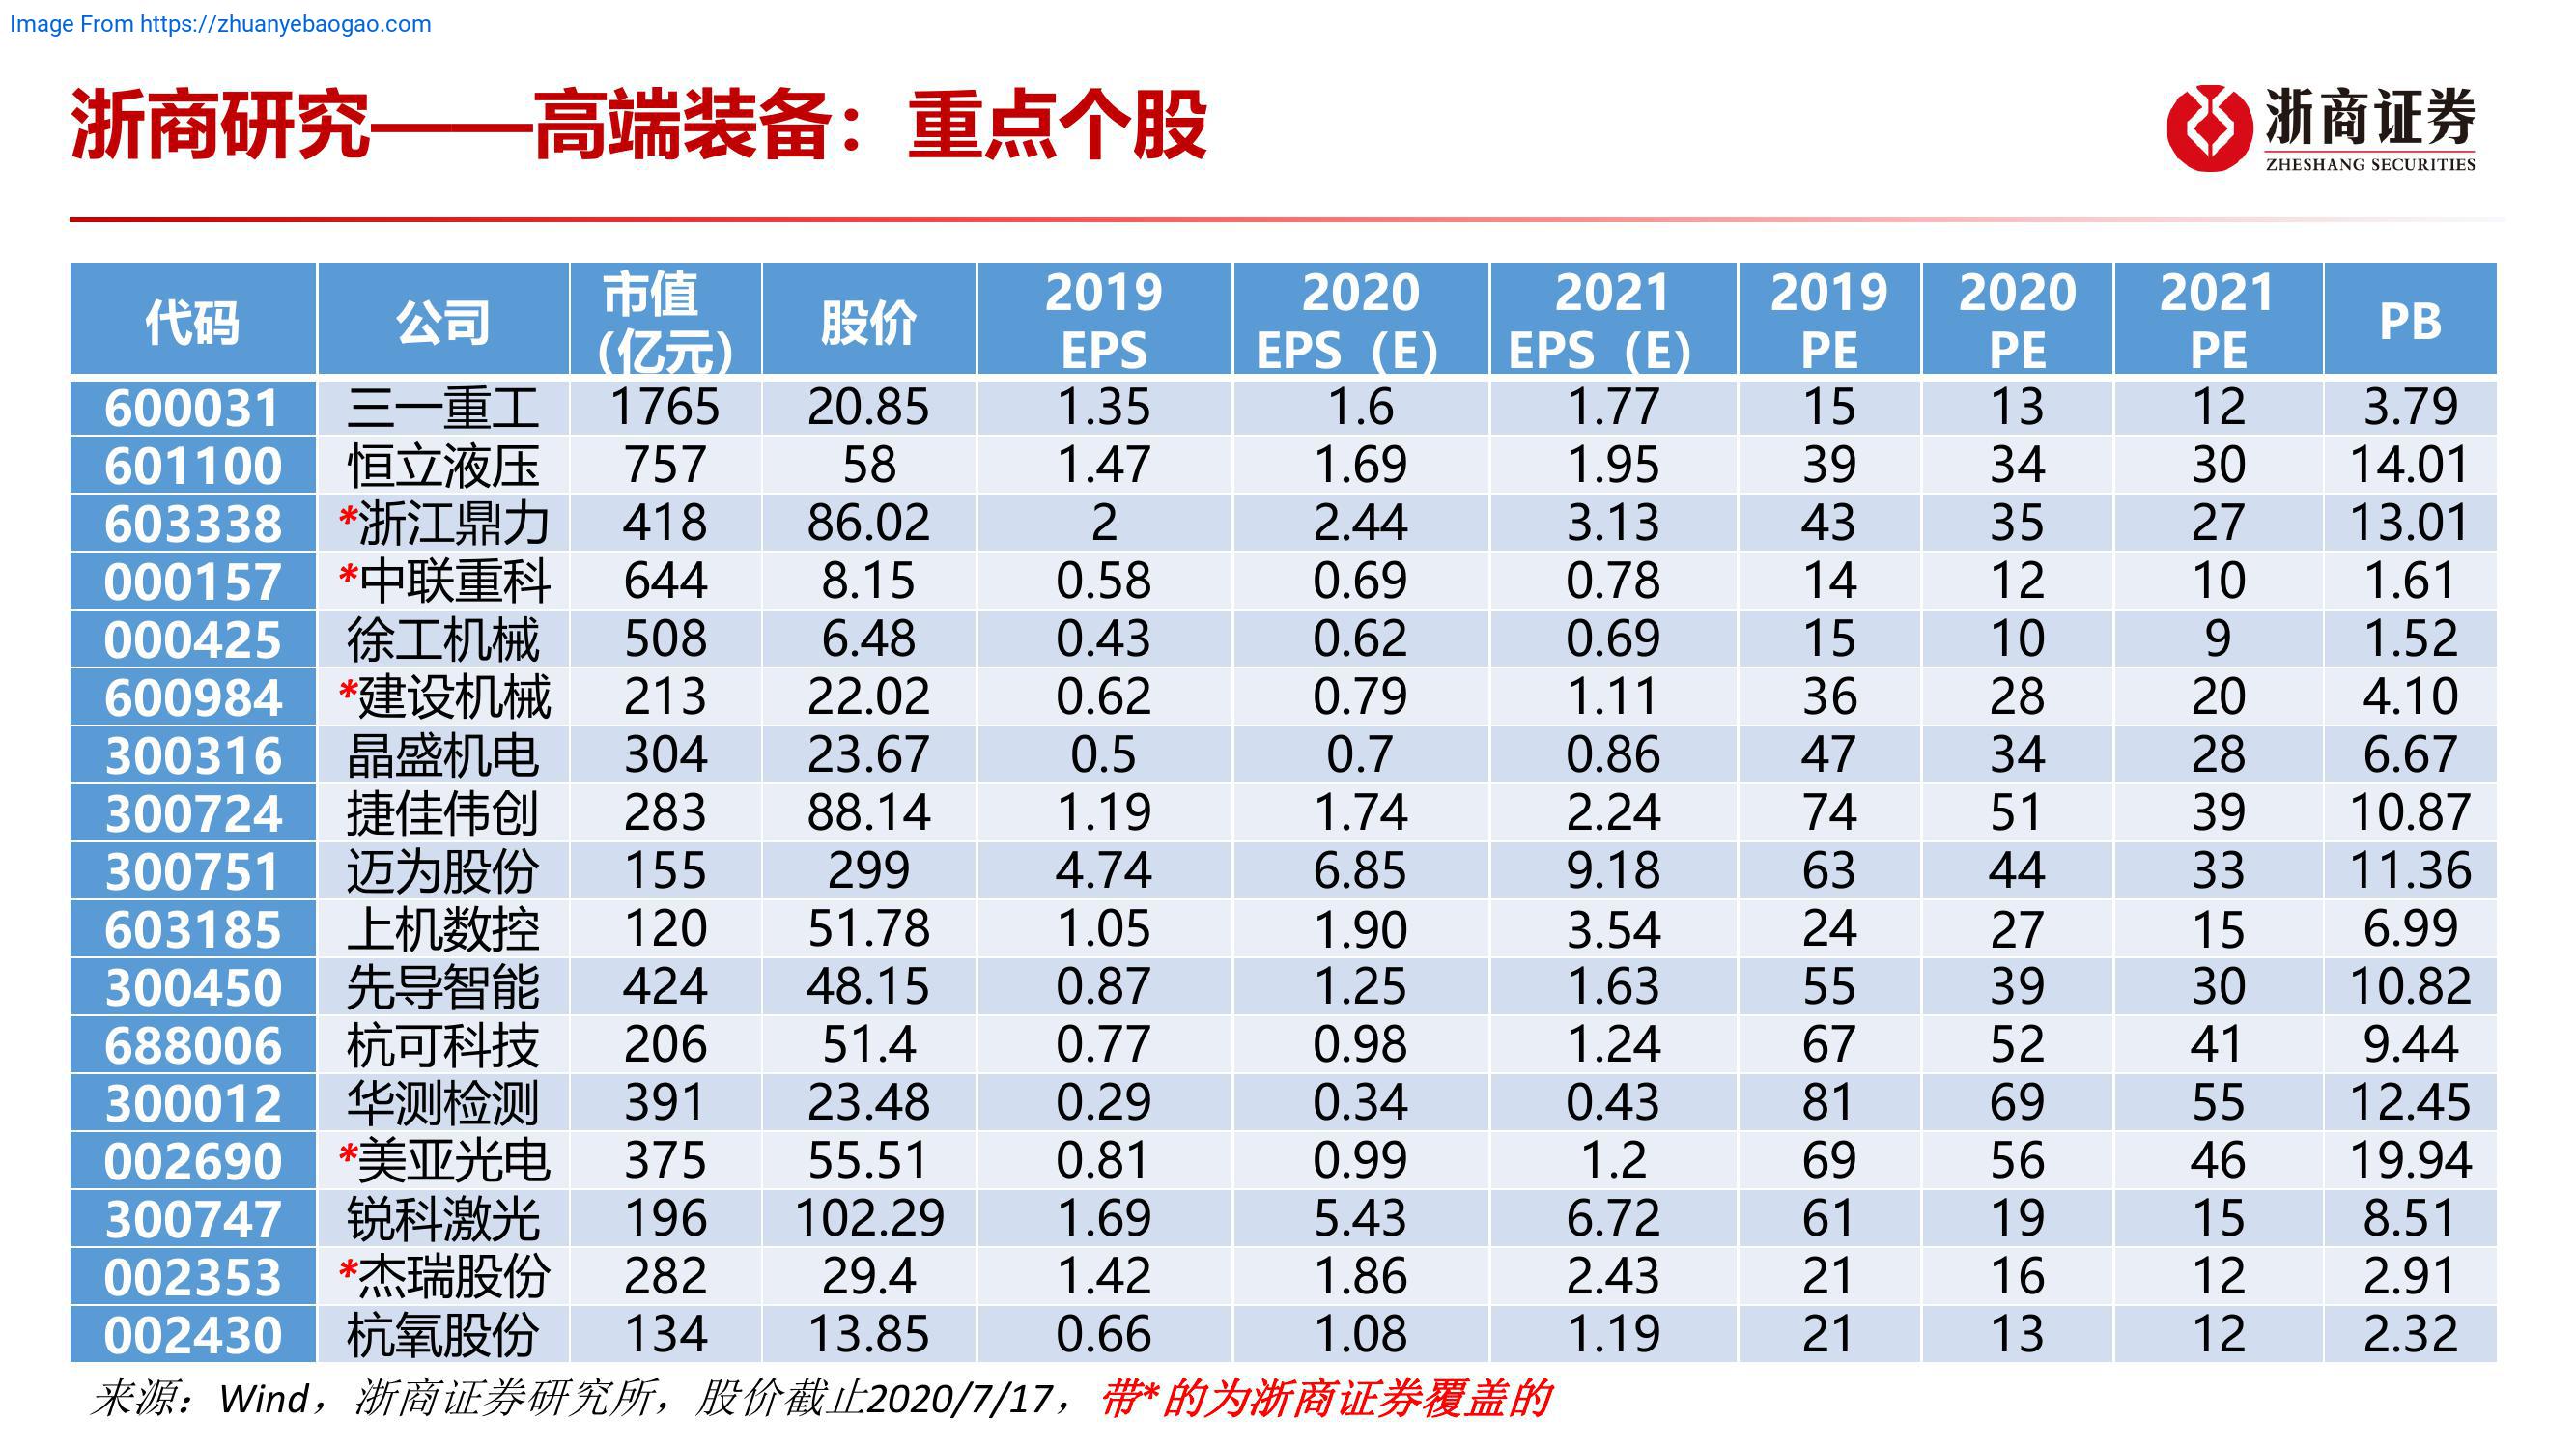 Image From https://zhuanyebaogao.com
浙商研究——高端装备：重点个股
浙商证券
ZHESHANG SECURITIES
代码 公司 市值（亿元） 股价 2019 EPS 2020 EPS（E） 2021 EPS（E） 2019 PE 2020 PE 2021 PE PB
600031 三一重工 1765 20.85 1.35 1.6 1.77 15 13 12 3.79
601100 恒立液压 757 58 1.47 1.69 1.95 39 34 30 14.01
603338 *浙江鼎力 418 86.02 2 2.44 3.13 43 35 27 13.01
000157 *中联重科 644 8.15 0.58 0.69 0.78 14 12 10 1.61
000425 徐工机械 508 6.48 0.43 0.62 0.69 15 10 9 1.52
600984 *建设机械 213 22.02 0.62 0.79 1.11 36 28 20 4.10
300316 晶盛机电 304 23.67 0.5 0.7 0.86 47 34 28 6.67
300724 捷佳伟创 283 88.14 1.19 1.74 2.24 74 51 39 10.87
300751 迈为股份 155 299 4.74 6.85 9.18 63 44 33 11.36
603185 上机数控 120 51.78 1.05 1.90 3.54 24 27 15 6.99
300450 先导智能 424 48.15 0.87 1.25 1.63 55 39 30 10.82
688006 杭可科技 206 51.4 0.77 0.98 1.24 67 52 41 9.44
300012 华测检测 391 23.48 0.29 0.34 0.43 81 69 55 12.45
002690 *美亚光电 375 55.51 0.81 0.99 1.2 69 56 46 19.94
300747 锐科激光 196 102.29 1.69 5.43 6.72 61 19 15 8.51
002353 *杰瑞股份 282 29.4 1.42 1.86 2.43 21 16 12 2.91
002430 杭氧股份 134 13.85 0.66 1.08 1.19 21 13 12 2.32
来源：Wind，浙商证券研究所，股价截止2020/7/17，带*的为浙商证券覆盖的